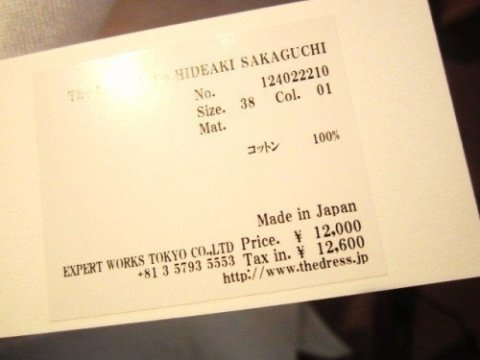 HIDEAKI SAKAGUCHI
No. 124022210
Size. 38 Col. 01
Mat.
コットン 100%
Made in Japan
EXPERT WORKS TOKYO CO.,LTD Price. ¥ 12,000
+81 3 5793 5553 Tax in. ¥ 12,600
http://www.thedress.jp